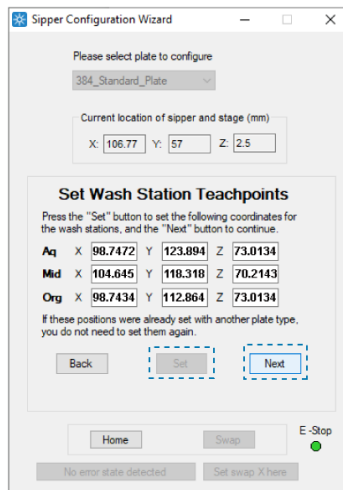 Sipper Configuration Wizard
Please select plate to configure
384_Standard_Plate
Current location of sipper and stage (mm)
X: 106.77 Y: 57 Z: 2.5
Set Wash Station Teachpoints
Press the "Set" button to set the following coordinates for
the wash stations, and the "Next" button to continue.
Aq X 98.7472 Y 123.894 Z 73.0134
Mid X 104.645 Y 118.318 Z 70.2143
Org X 98.7434 Y 112.864 Z 73.0134
If these positions were already set with another plate type,
you do not need to set them again.
Back Set Next
E -Stop
Home Swap
No error state detected Set swap X here